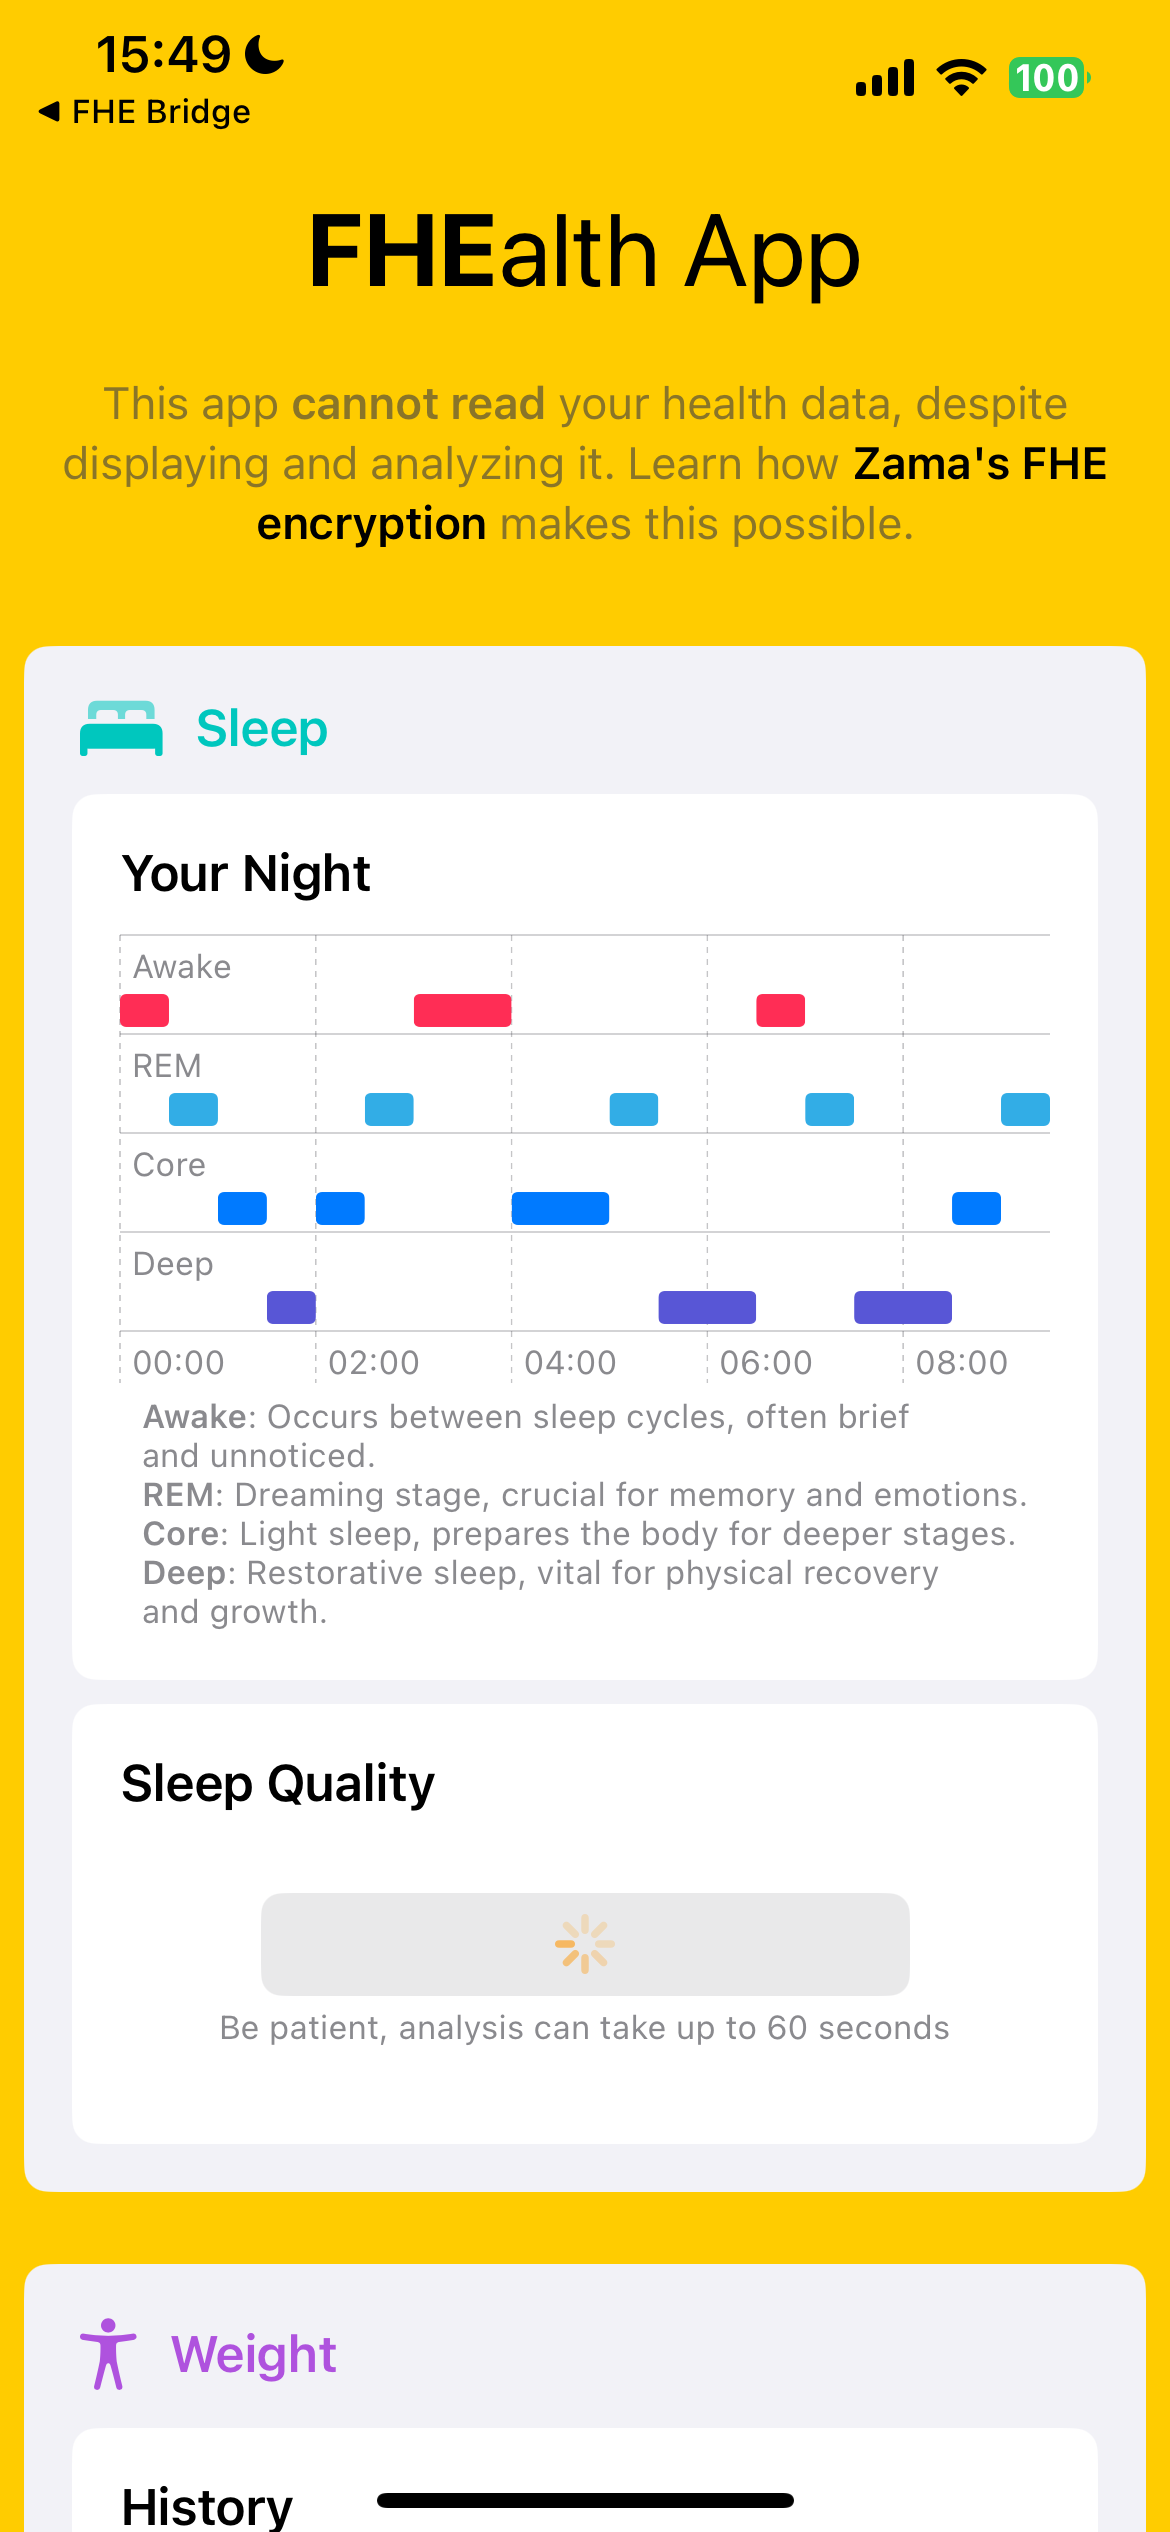 15:49
100
◀ FHE Bridge
FHEalth App
This app cannot read your health data, despite
displaying and analyzing it. Learn how Zama's FHE
encryption makes this possible.
Sleep
Your Night
Awake
REM
Core
Deep
00:00 02:00 04:00 06:00 08:00
Awake: Occurs between sleep cycles, often brief
and unnoticed.
REM: Dreaming stage, crucial for memory and emotions.
Core: Light sleep, prepares the body for deeper stages.
Deep: Restorative sleep, vital for physical recovery
and growth.
Sleep Quality
Be patient, analysis can take up to 60 seconds
Weight
History